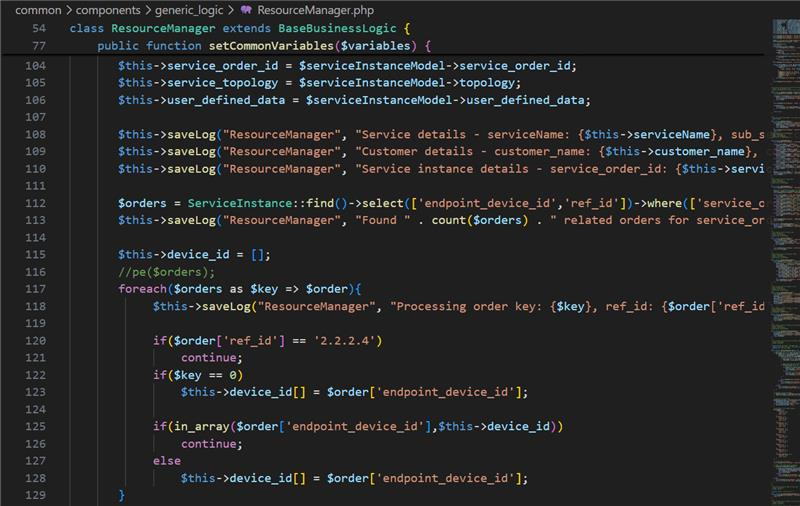 common > components > generic_logic > ResourceManager.php
54 class ResourceManager extends BaseBusinessLogic {
77 public function setCommonVariables($variables) {
104 $this->service_order_id = $serviceInstanceModel->service_order_id;
105 $this->service_topology = $serviceInstanceModel->topology;
106 $this->user_defined_data = $serviceInstanceModel->user_defined_data;
107
108 $this->saveLog("ResourceManager", "Service details - serviceName: {$this->serviceName}, sub_s
109 $this->saveLog("ResourceManager", "Customer details - customer_name: {$this->customer_name},
110 $this->saveLog("ResourceManager", "Service instance details - service_order_id: {$this->servi
111
112 $orders = ServiceInstance::find()->select(['endpoint_device_id','ref_id'])->where(['service_o
113 $this->saveLog("ResourceManager", "Found " . count($orders) . " related orders for service_or
114
115 $this->device_id = [];
116 //pe($orders);
117 foreach($orders as $key => $order){
118 $this->saveLog("ResourceManager", "Processing order key: {$key}, ref_id: {$order['ref_id
119
120 if($order['ref_id'] == '2.2.2.4')
121 continue;
122 if($key == 0)
123 $this->device_id[] = $order['endpoint_device_id'];
124
125 if(in_array($order['endpoint_device_id'],$this->device_id))
126 continue;
127 else
128 $this->device_id[] = $order['endpoint_device_id'];
129 }